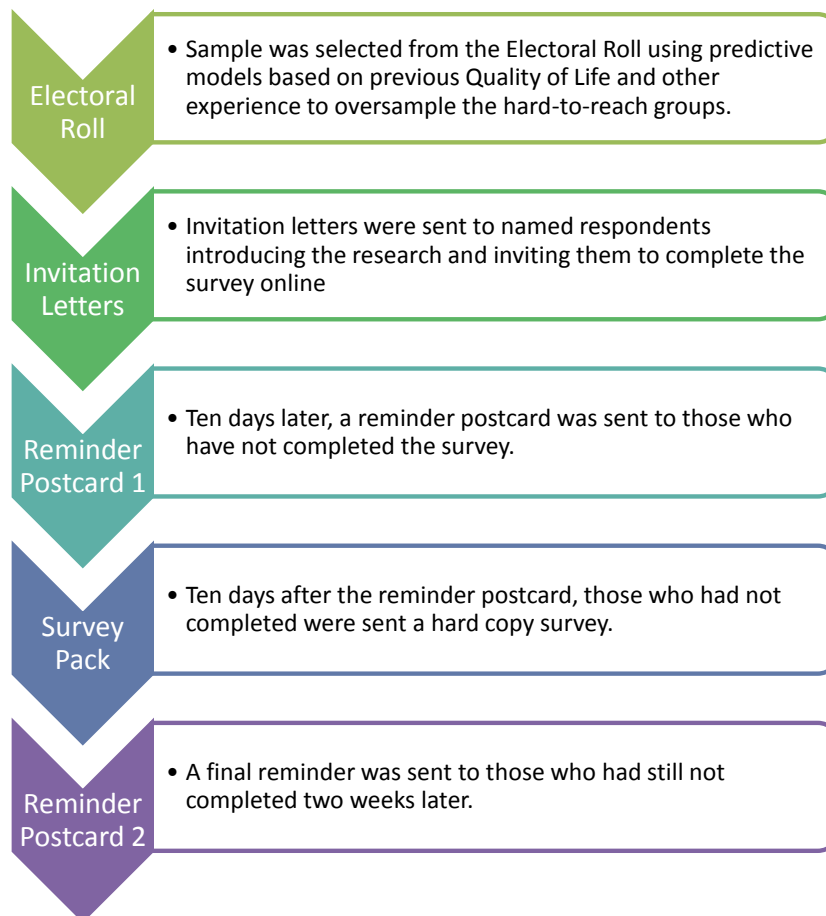 Electoral
Roll
• Sample was selected from the Electoral Roll using predictive
models based on previous Quality of Life and other
experience to oversample the hard-to-reach groups.
Invitation
Letters
• Invitation letters were sent to named respondents
introducing the research and inviting them to complete the
survey online
Reminder
Postcard 1
• Ten days later, a reminder postcard was sent to those who
have not completed the survey.
Survey
Pack
• Ten days after the reminder postcard, those who had not
completed were sent a hard copy survey.
Reminder
Postcard 2
• A final reminder was sent to those who had still not
completed two weeks later.